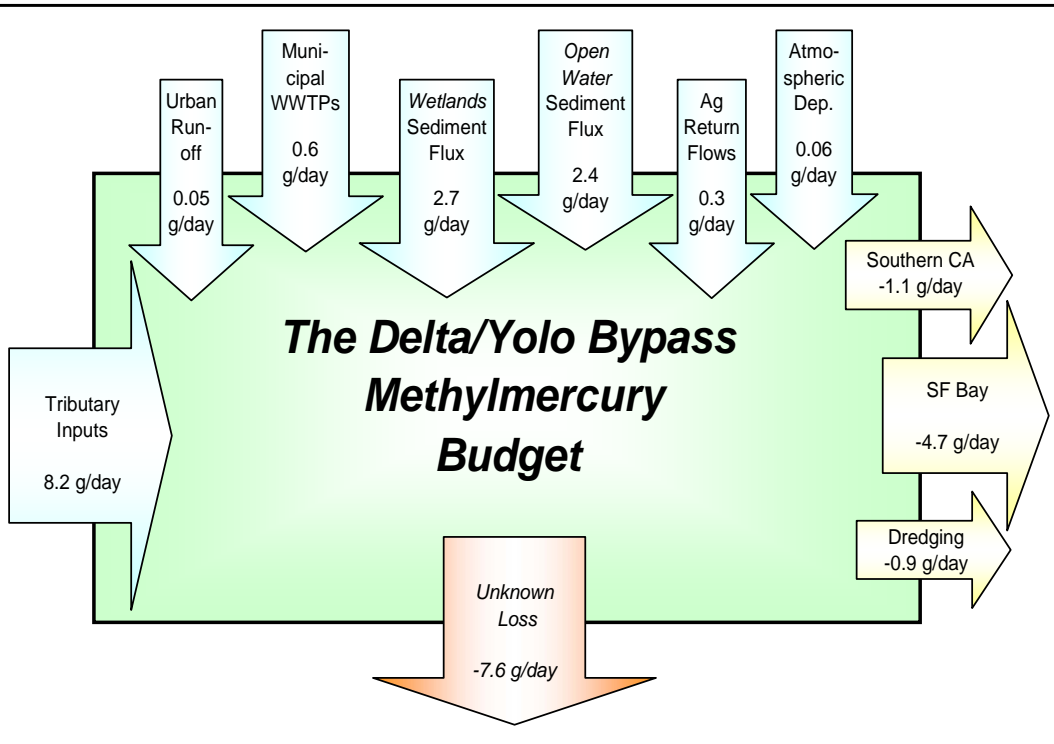 Urban
Run-
off
0.05
g/day
Muni-
cipal
WWTPs
0.6
g/day
Wetlands
Sediment
Flux
2.7
g/day
Open
Water
Sediment
Flux
2.4
g/day
Ag
Return
Flows
0.3
g/day
Atmo-
spheric
Dep.
0.06
g/day
Southern CA
-1.1 g/day
The Delta/Yolo Bypass
Methylmercury
Budget
Tributary
Inputs
8.2 g/day
SF Bay
-4.7 g/day
Dredging
-0.9 g/day
Unknown
Loss
-7.6 g/day